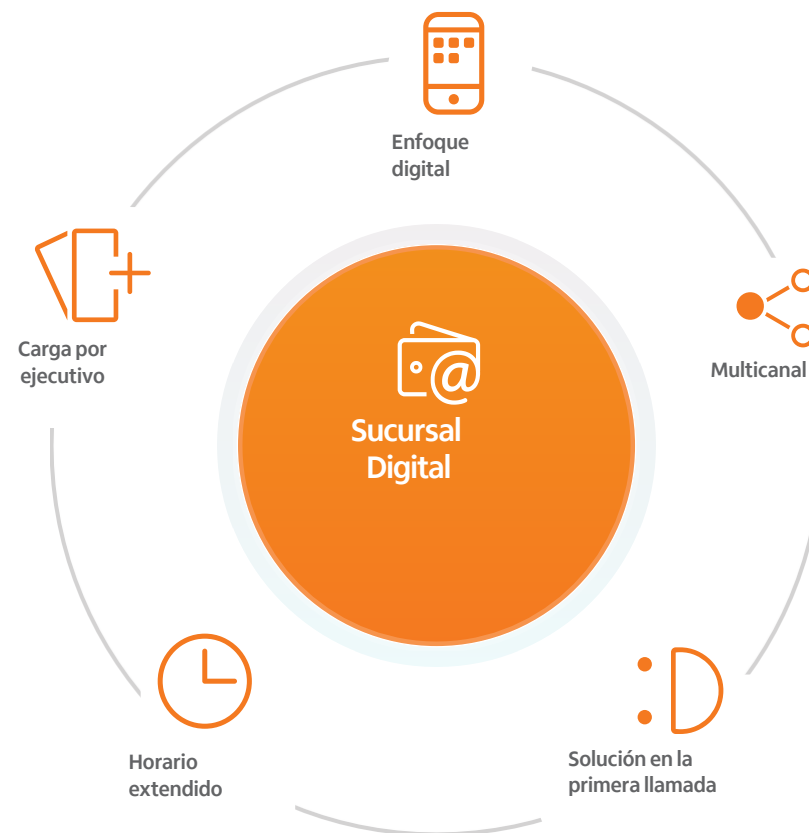 Enfoque
digital
Carga por
ejecutivo
Multicanal
@
Sucursal
Digital
Horario
extendido
Solución en la
primera llamada